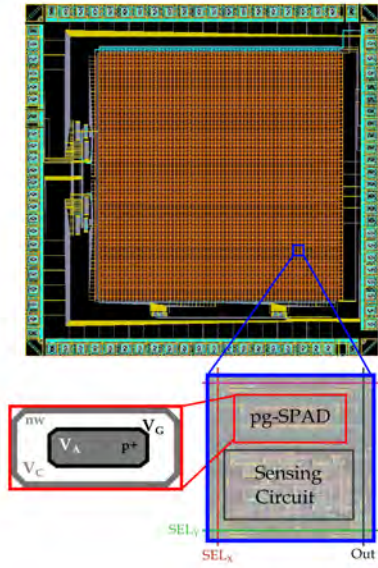 nw
V_G
V_A
p+
V_C
pg-SPAD
Sensing
Circuit
SEL_y
SEL_x
Out